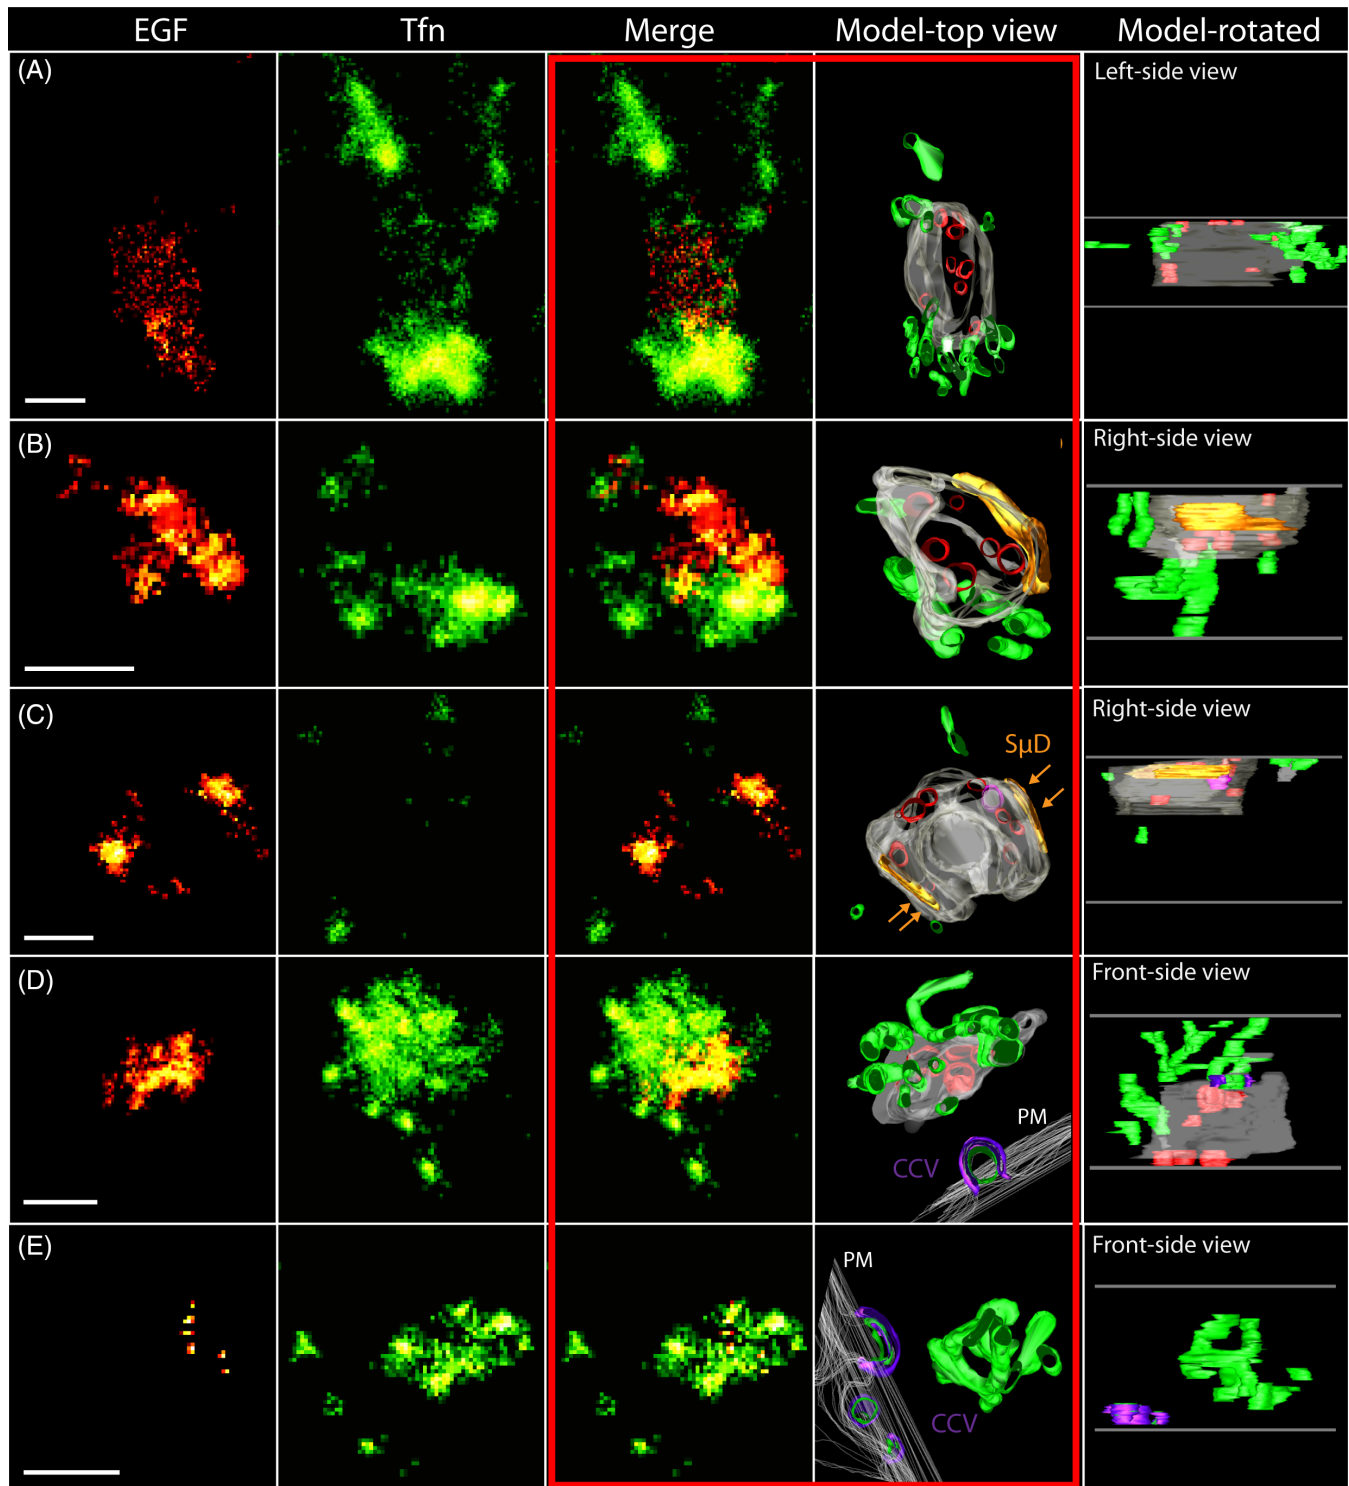 EGF Tfn Merge Model-top view Model-rotated
(A) Left-side view
(B) Right-side view
(C) Right-side view
SμD
(D) Front-side view
PM
CCV
(E) Front-side view
PM
CCV